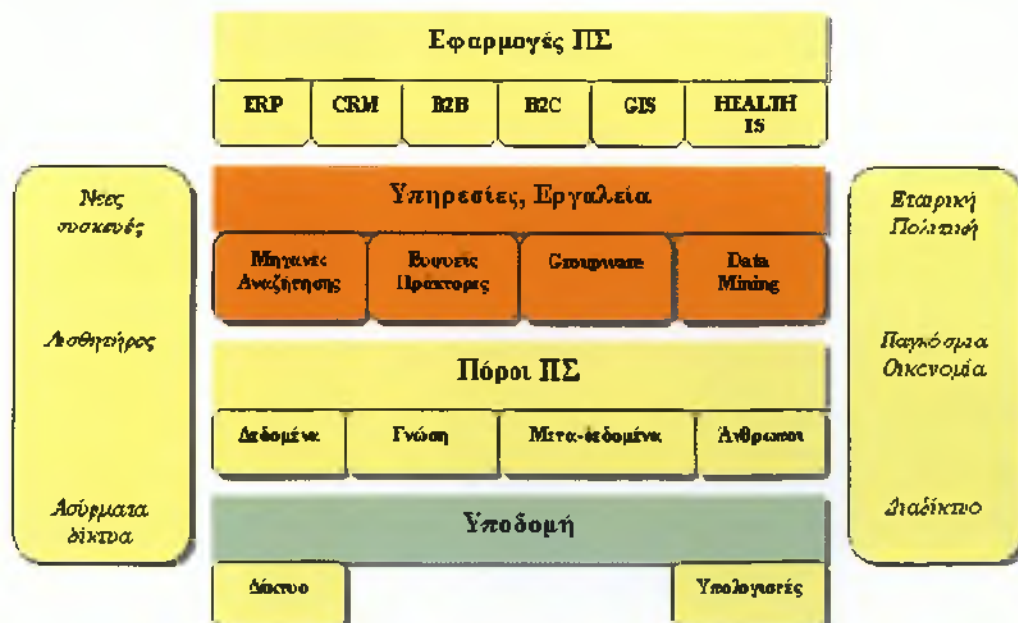 Εφαρμογές ΠΣ
ERP CRM B2B B2C GIS HEALTH
IS
Νεες
συσκευές
Αισθητήρες
Ασύρματα
δίκτυα
Υπηρεσίες, Εργαλεία
Μηχανές
Αναζήτησης
Ευφυείς
Πράκτορες
Groupware
Data
Mining
Πόροι ΠΣ
Δεδομένα Γνώση Μετα-δεδομένα Άνθρωποι
Υποδομή
Δίκτυο Υπολογιστές
Εταιρική
Πολιτική
Παγκόσμια
Οικονομία
Διαδίκτυο